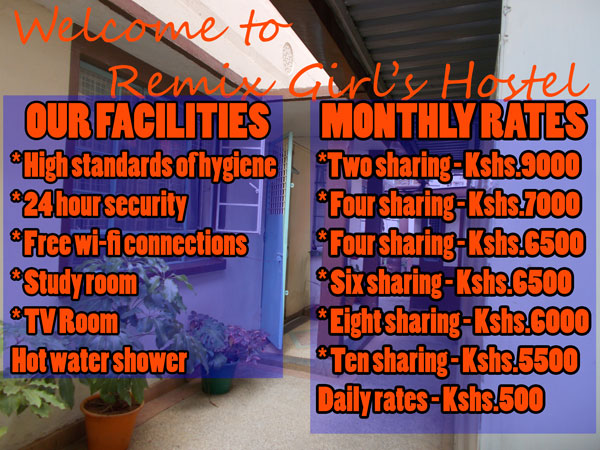 Welcome to
Remix Girl's Hostel
OUR FACILITIES
* High standards of hygiene
* 24 hour security
* Free wi-fi connections
* Study room
* TV Room
Hot water shower
MONTHLY RATES
*Two sharing - Kshs.9000
* Four sharing - Kshs.7000
* Four sharing - Kshs.6500
* Six sharing - Kshs.6500
* Eight sharing - Kshs.6000
* Ten sharing - Kshs.5500
Daily rates - Kshs.500